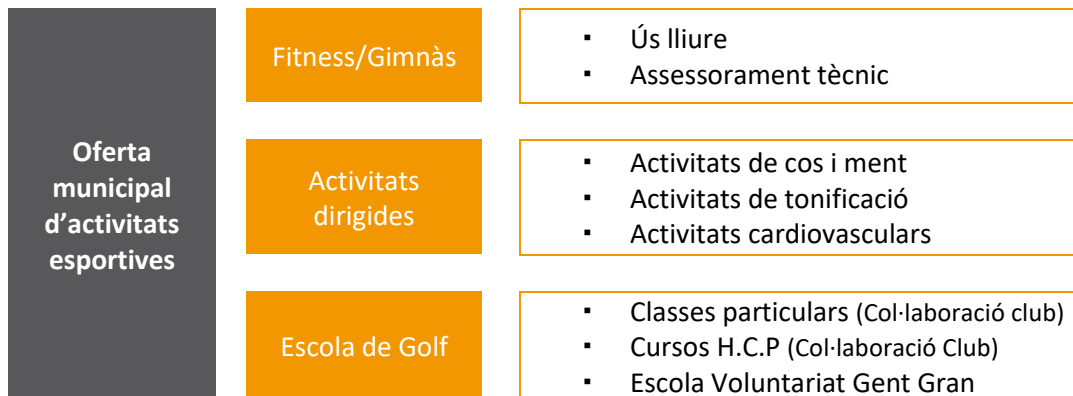 Oferta
municipal
d’activitats
esportives
Fitness/Gimnàs
▪ Ús lliure
▪ Assessorament tècnic
Activitats
dirigides
▪ Activitats de cos i ment
▪ Activitats de tonificació
▪ Activitats cardiovasculars
Escola de Golf
▪ Classes particulars (Col·laboració club)
▪ Cursos H.C.P (Col·laboració Club)
▪ Escola Voluntariat Gent Gran